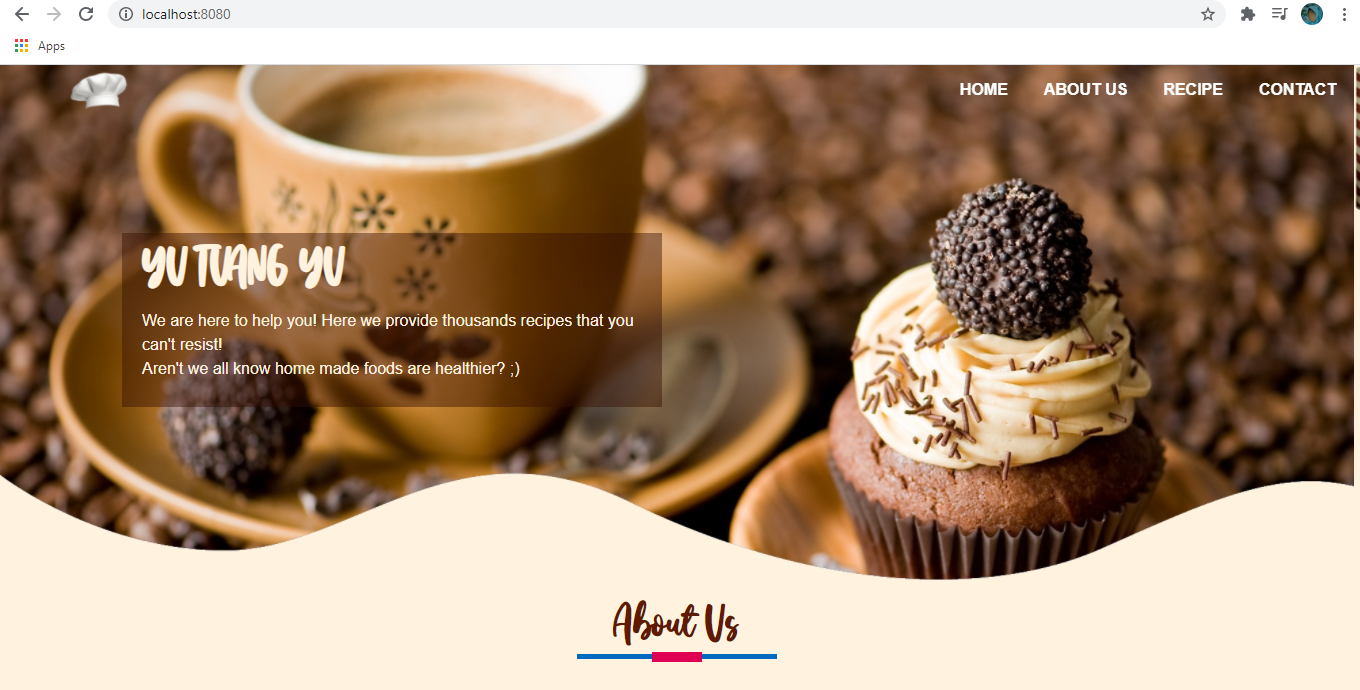 localhost:8080
Apps
HOME ABOUT US RECIPE CONTACT
YU TUANG YU
We are here to help you! Here we provide thousands recipes that you
can't resist!
Aren't we all know home made foods are healthier? ;)
About Us